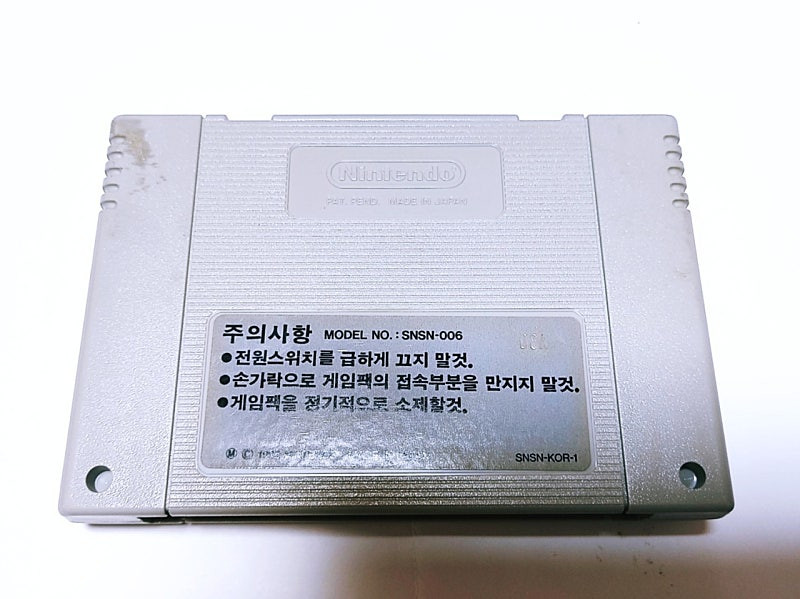 Nintendo
PAT. PEND. MADE IN JAPAN
주의사항 MODEL NO.: SNSN-006
●전원스위치를 급하게 끄지 말것.
●손가락으로 게임팩의 접속부분을 만지지 말것.
●게임팩을 정기적으로 소제할것.
Ⓜ ©
SNSN-KOR-1